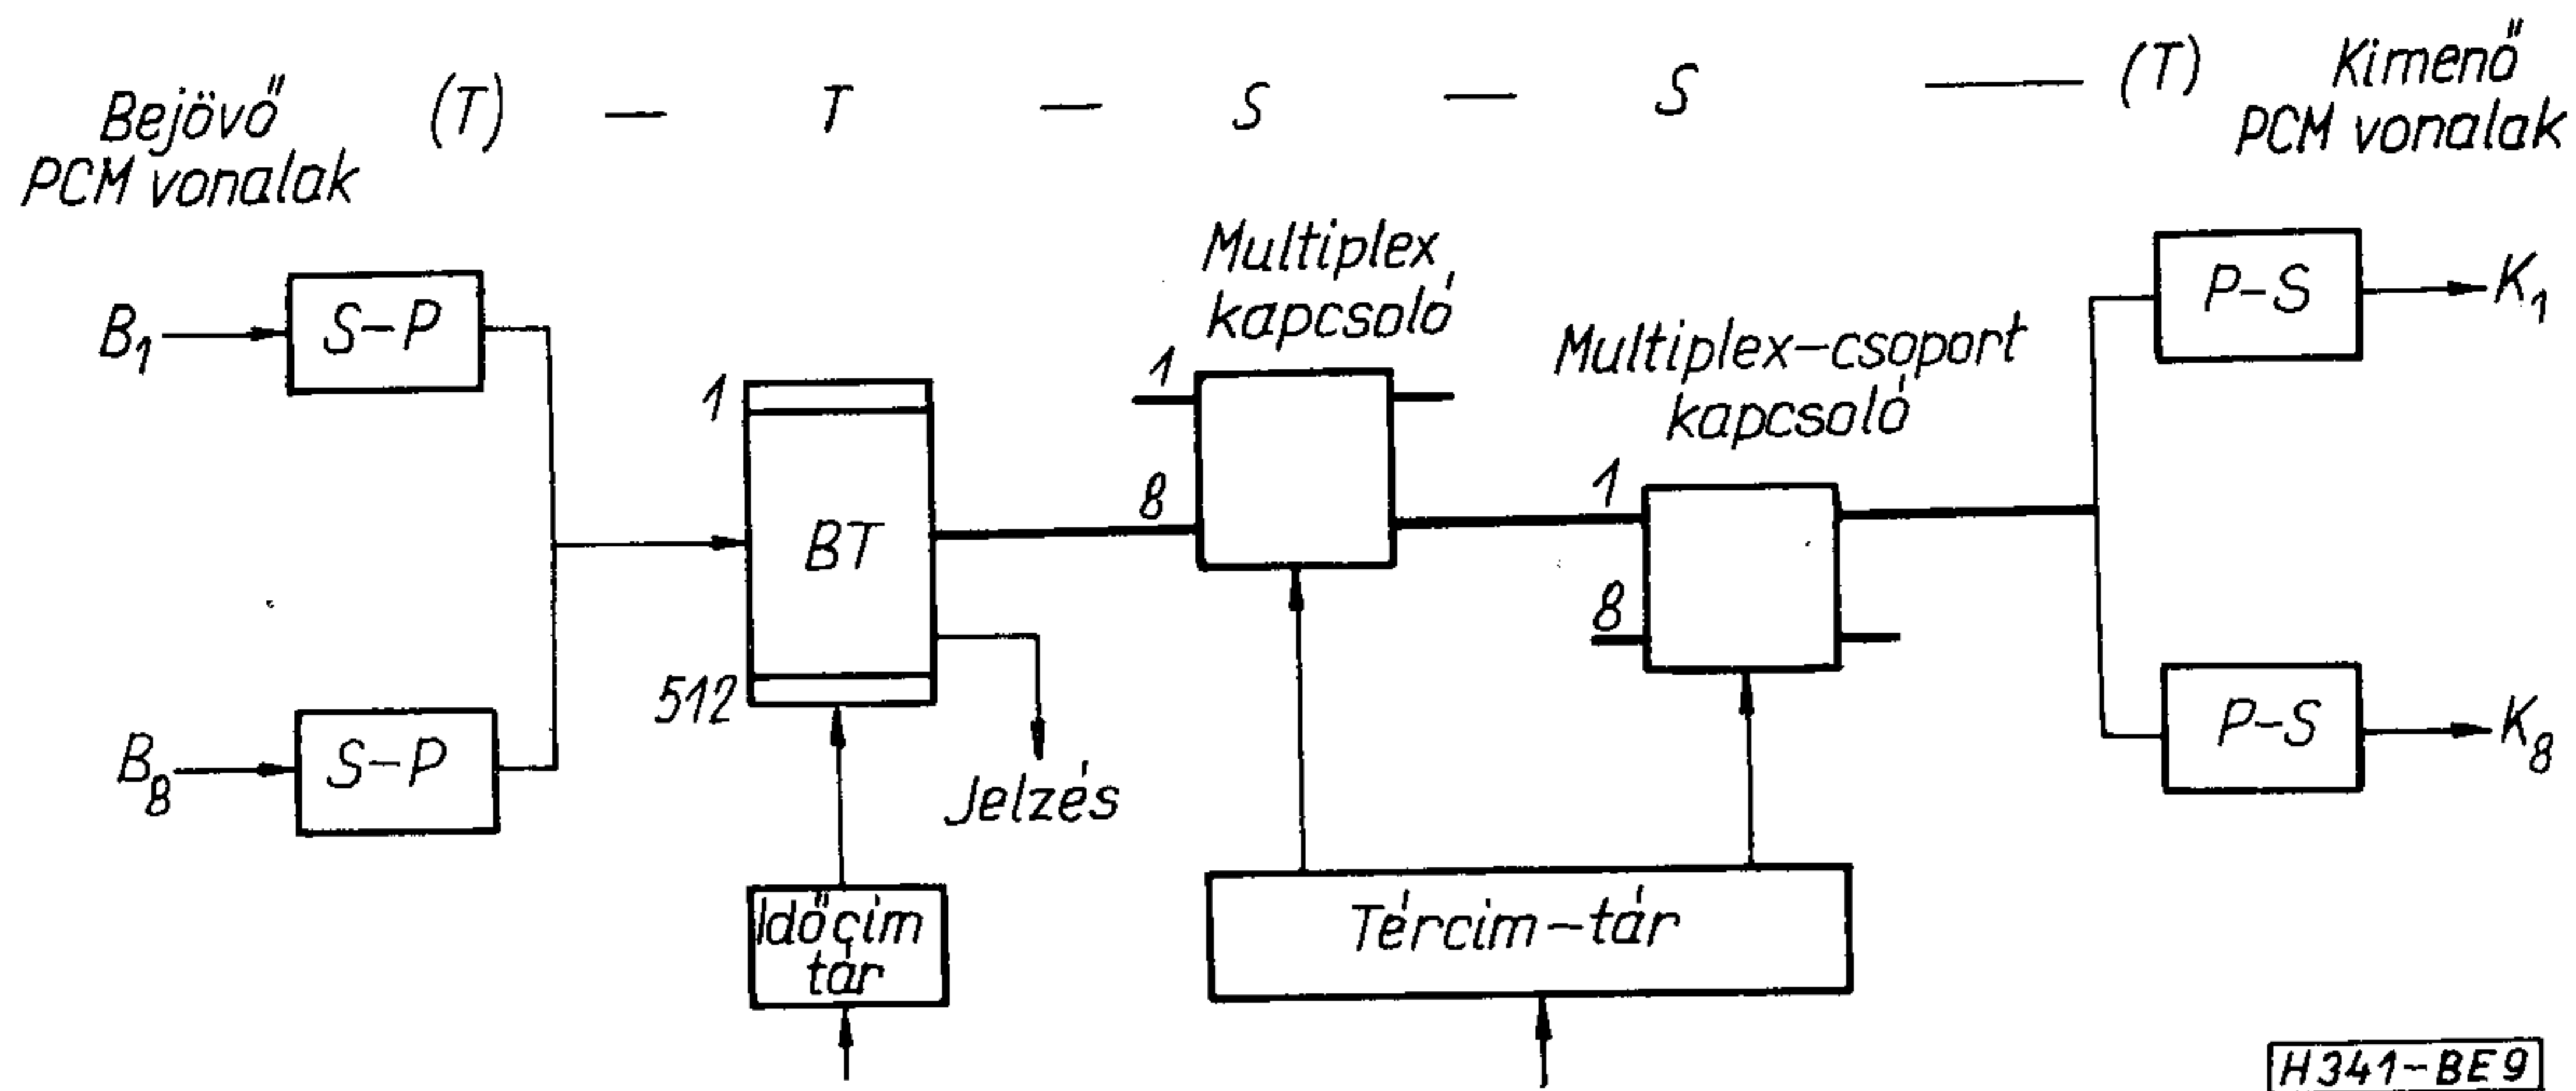 Bejövő
PCM vonalak
(T) — T — S — S — (T)
Kimenő
PCM vonalak
B1
S-P
B8
S-P
1
BT
512
Jelzés
Időcím
tár
Multiplex
kapcsoló
1
8
Multiplex-csoport
kapcsoló
1
8
Tércim-tár
P-S
K1
P-S
K8
H341-BE9